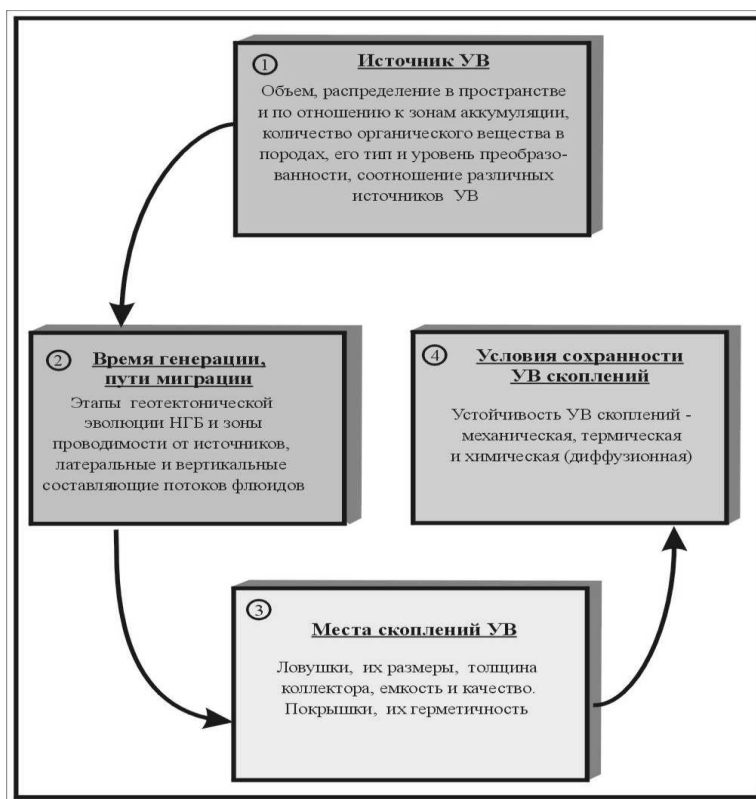 1
Источник УВ
Объем, распределение в пространстве
и по отношению к зонам аккумуляции,
количество органического вещества в
породах, его тип и уровень преобразо-
ванности, соотношение различных
источников УВ
2
Время генерации,
пути миграции
Этапы геотектонической
эволюции НГБ и зоны
проводимости от источников,
латеральные и вертикальные
составляющие потоков флюидов
3
Места скоплений УВ
Ловушки, их размеры, толщина
коллектора, емкость и качество.
Покрышки, их герметичность
4
Условия сохранности
УВ скоплений
Устойчивость УВ скоплений -
механическая, термическая
и химическая (диффузионная)